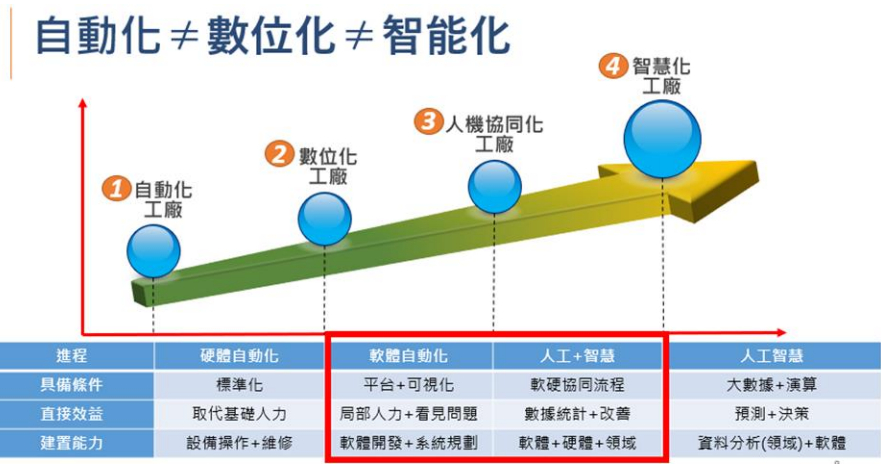 自動化≠數位化≠智能化
4 智慧化
工廠
3 人機協同化
工廠
2 數位化
工廠
1 自動化
工廠
進程 硬體自動化 軟體自動化 人工+智慧 人工智慧
具備條件 標準化 平台+可視化 軟硬協同流程 大數據+演算
直接效益 取代基礎人力 局部人力+看見問題 數據統計+改善 預測+決策
建置能力 設備操作+維修 軟體開發+系統規劃 軟體+硬體+領域 資料分析(領域)+軟體